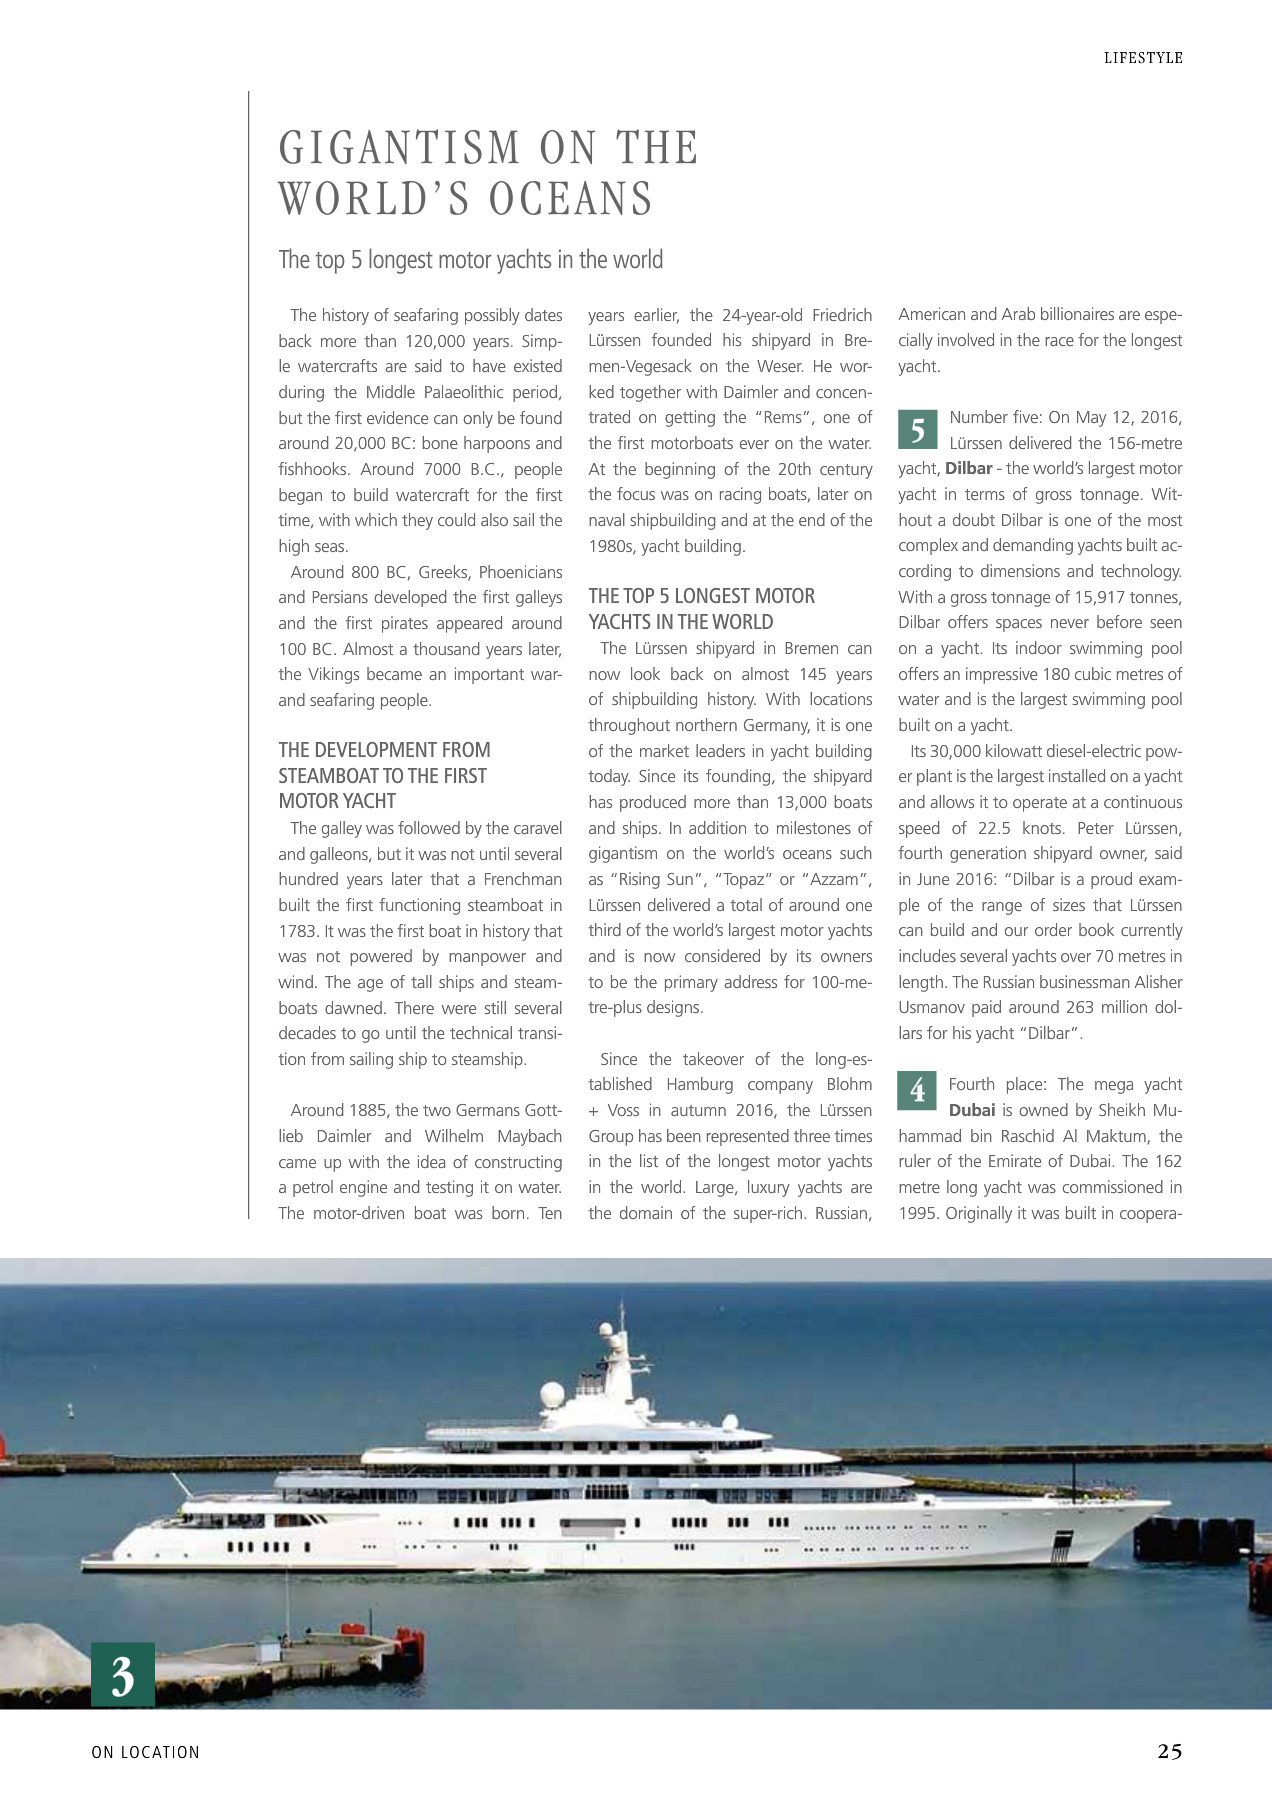 LIFESTYLE
GIGANTISM ON THE
WORLD’S OCEANS
The top 5 longest motor yachts in the world
The history of seafaring possibly dates
back more than 120,000 years. Simp-
le watercrafts are said to have existed
during the Middle Palaeolithic period,
but the first evidence can only be found
around 20,000 BC: bone harpoons and
fishhooks. Around 7000 B.C., people
began to build watercraft for the first
time, with which they could also sail the
high seas.
Around 800 BC, Greeks, Phoenicians
and Persians developed the first galleys
and the first pirates appeared around
100 BC. Almost a thousand years later,
the Vikings became an important war-
and seafaring people.
THE DEVELOPMENT FROM
STEAMBOAT TO THE FIRST
MOTOR YACHT
The galley was followed by the caravel
and galleons, but it was not until several
hundred years later that a Frenchman
built the first functioning steamboat in
1783. It was the first boat in history that
was not powered by manpower and
wind. The age of tall ships and steam-
boats dawned. There were still several
decades to go until the technical transi-
tion from sailing ship to steamship.
Around 1885, the two Germans Gott-
lieb Daimler and Wilhelm Maybach
came up with the idea of constructing
a petrol engine and testing it on water.
The motor-driven boat was born. Ten
years earlier, the 24-year-old Friedrich
Lürssen founded his shipyard in Bre-
men-Vegesack on the Weser. He wor-
ked together with Daimler and concen-
trated on getting the “Rems”, one of
the first motorboats ever on the water.
At the beginning of the 20th century
the focus was on racing boats, later on
naval shipbuilding and at the end of the
1980s, yacht building.
THE TOP 5 LONGEST MOTOR
YACHTS IN THE WORLD
The Lürssen shipyard in Bremen can
now look back on almost 145 years
of shipbuilding history. With locations
throughout northern Germany, it is one
of the market leaders in yacht building
today. Since its founding, the shipyard
has produced more than 13,000 boats
and ships. In addition to milestones of
gigantism on the world’s oceans such
as “Rising Sun”, “Topaz” or “Azzam”,
Lürssen delivered a total of around one
third of the world’s largest motor yachts
and is now considered by its owners
to be the primary address for 100-me-
tre-plus designs.
Since the takeover of the long-es-
tablished Hamburg company Blohm
+ Voss in autumn 2016, the Lürssen
Group has been represented three times
in the list of the longest motor yachts
in the world. Large, luxury yachts are
the domain of the super-rich. Russian,
American and Arab billionaires are espe-
cially involved in the race for the longest
yacht.
5 Number five: On May 12, 2016,
Lürssen delivered the 156-metre
yacht, Dilbar - the world’s largest motor
yacht in terms of gross tonnage. Wit-
hout a doubt Dilbar is one of the most
complex and demanding yachts built ac-
cording to dimensions and technology.
With a gross tonnage of 15,917 tonnes,
Dilbar offers spaces never before seen
on a yacht. Its indoor swimming pool
offers an impressive 180 cubic metres of
water and is the largest swimming pool
built on a yacht.
Its 30,000 kilowatt diesel-electric pow-
er plant is the largest installed on a yacht
and allows it to operate at a continuous
speed of 22.5 knots. Peter Lürssen,
fourth generation shipyard owner, said
in June 2016: “Dilbar is a proud exam-
ple of the range of sizes that Lürssen
can build and our order book currently
includes several yachts over 70 metres in
length. The Russian businessman Alisher
Usmanov paid around 263 million dol-
lars for his yacht “Dilbar”.
4 Fourth place: The mega yacht
Dubai is owned by Sheikh Mu-
hammad bin Raschid Al Maktum, the
ruler of the Emirate of Dubai. The 162
metre long yacht was commissioned in
1995. Originally it was built in coopera-
3
ON LOCATION
25